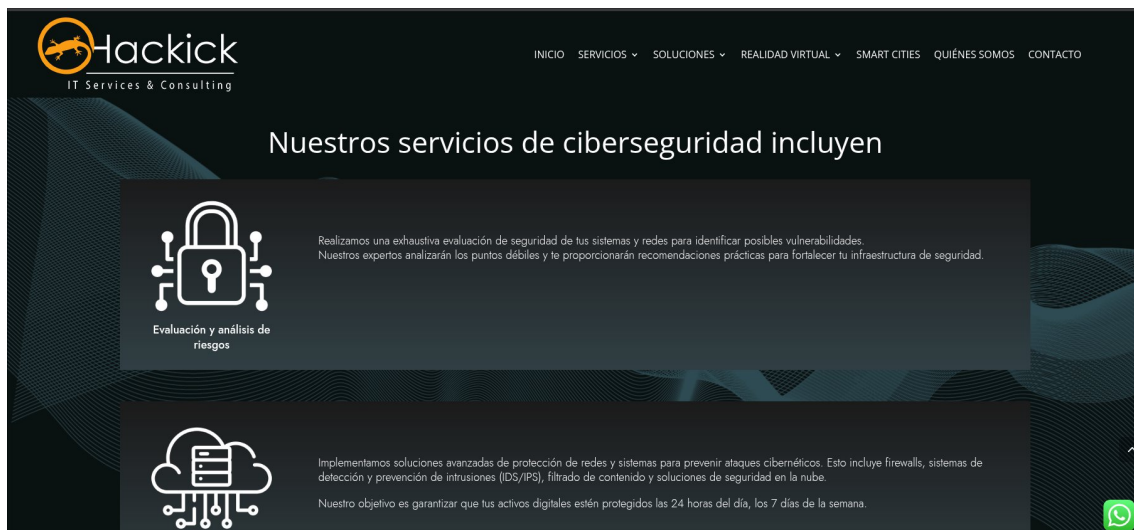 Hackick
IT Services & Consulting
INICIO SERVICIOS SOLUCIONES REALIDAD VIRTUAL SMART CITIES QUIÉNES SOMOS CONTACTO
Nuestros servicios de ciberseguridad incluyen
Realizamos una exhaustiva evaluación de seguridad de tus sistemas y redes para identificar posibles vulnerabilidades.
Nuestros expertos analizarán los puntos débiles y te proporcionarán recomendaciones prácticas para fortalecer tu infraestructura de seguridad.
Evaluación y análisis de
riesgos
Implementamos soluciones avanzadas de protección de redes y sistemas para prevenir ataques cibernéticos. Esto incluye firewalls, sistemas de
detección y prevención de intrusiones (IDS/IPS), filtrado de contenido y soluciones de seguridad en la nube.
Nuestro objetivo es garantizar que tus activos digitales estén protegidos las 24 horas del día, los 7 días de la semana.